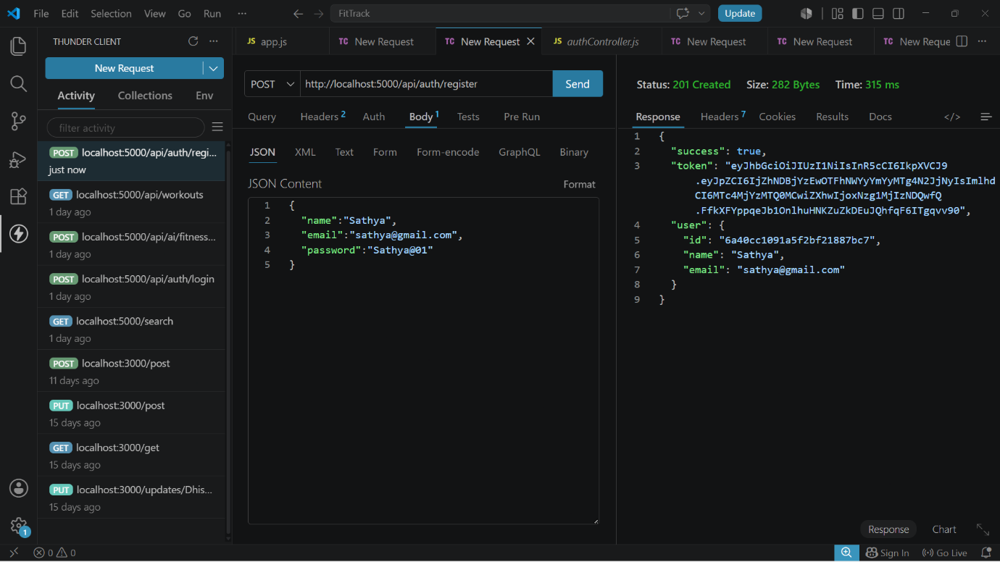 File Edit Selection View Go Run ··· FitTrack Update
THUNDER CLIENT
New Request
Activity Collections Env
filter activity
POST localhost:5000/api/auth/regi...
just now
GET localhost:5000/api/workouts
1 day ago
POST localhost:5000/api/ai/fitness...
1 day ago
POST localhost:5000/api/auth/login
1 day ago
GET localhost:5000/search
1 day ago
POST localhost:3000/post
11 days ago
PUT localhost:3000/post
15 days ago
GET localhost:3000/get
15 days ago
PUT localhost:3000/updates/Dhis...
15 days ago
JS app.js TC New Request TC New Request JS authController.js TC New Request TC New Request TC New Reque
POST http://localhost:5000/api/auth/register Send
Query Headers 2 Auth Body 1 Tests Pre Run
JSON XML Text Form Form-encode GraphQL Binary
JSON Content Format
1 {
2 "name":"Sathya",
3 "email":"sathya@gmail.com",
4 "password":"Sathya@01"
5 }
Status: 201 Created Size: 282 Bytes Time: 315 ms
Response Headers 7 Cookies Results Docs </>
1 {
2 "success": true,
3 "token": "eyJhbGciOiJIUzI1NiIsInR5cCI6IkpXVCJ9
.eyJpZCI6IjZhNDBjYzEwOTFhNWYyYmYyMTg4N2JjNyIsImlhd
CI6MTc4MjYzMTQ0MCwiZXhwIjoxNzg1MjIzNDQwfQ
.FfkXFYppqeJb1OnlhuHNKZuZkDEuJQhfqF6ITgqvv90",
4 "user": {
5 "id": "6a40cc1091a5f2bf21887bc7",
6 "name": "Sathya",
7 "email": "sathya@gmail.com"
8 }
9 }
Response Chart
1
0 0 Sign In Go Live